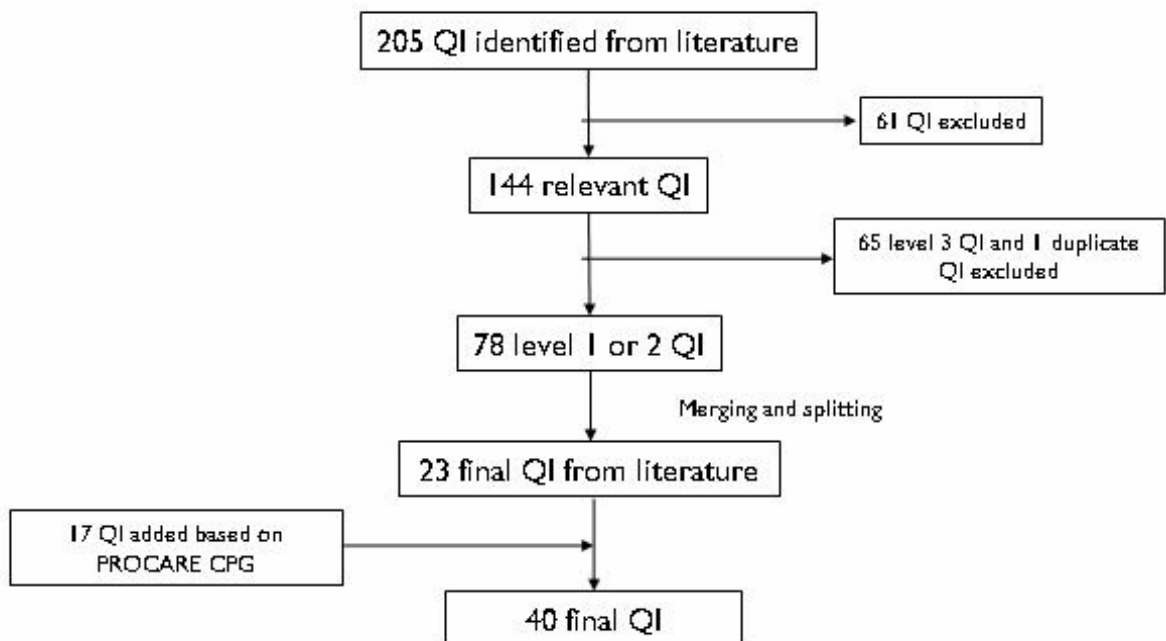 205 QI identified from literature
61 QI excluded
144 relevant QI
65 level 3 QI and 1 duplicate
QI excluded
78 level 1 or 2 QI
Merging and splitting
23 final QI from literature
17 QI added based on
PROCARE CPG
40 final QI